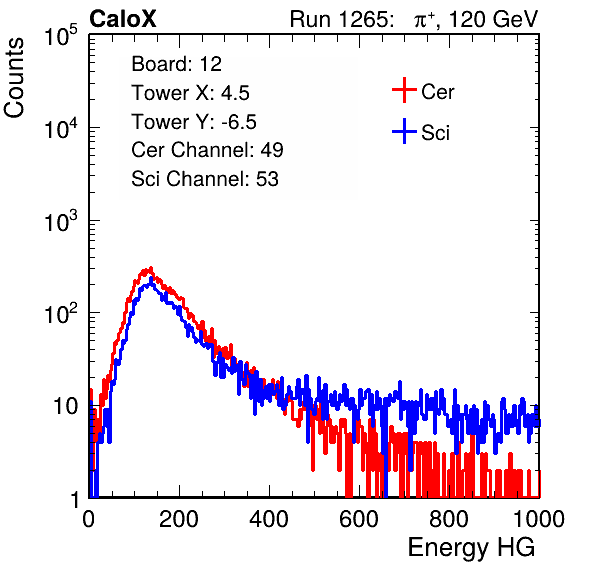 CaloX Run 1265: π⁺, 120 GeV
Counts
10⁵
10⁴
10³
10²
10
1
Board: 12
Tower X: 4.5
Tower Y: -6.5
Cer Channel: 49
Sci Channel: 53
Cer
Sci
0 200 400 600 800 1000
Energy HG